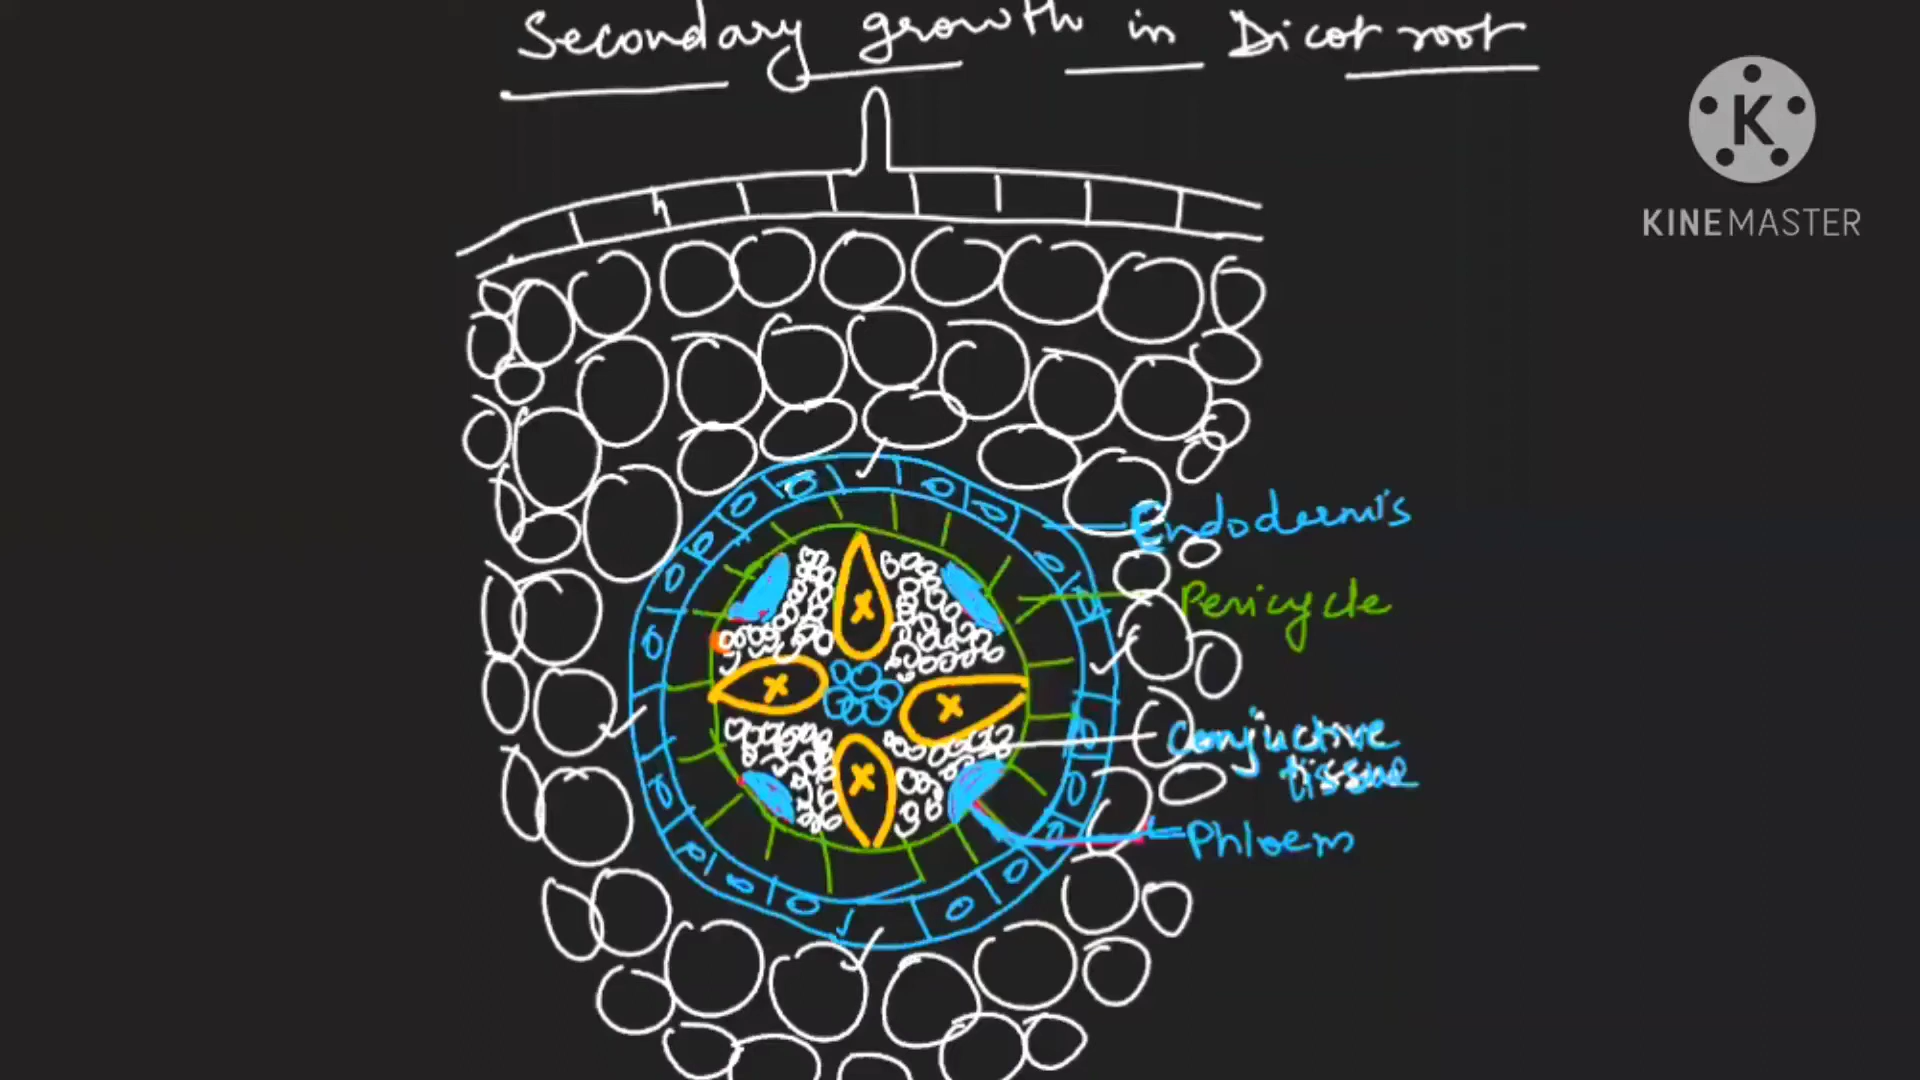 Secondary growth in Dicot root
K
KINEMASTER
Endodermis
Pericycle
x
x
x
x
Conjuctive
tissue
Phloem